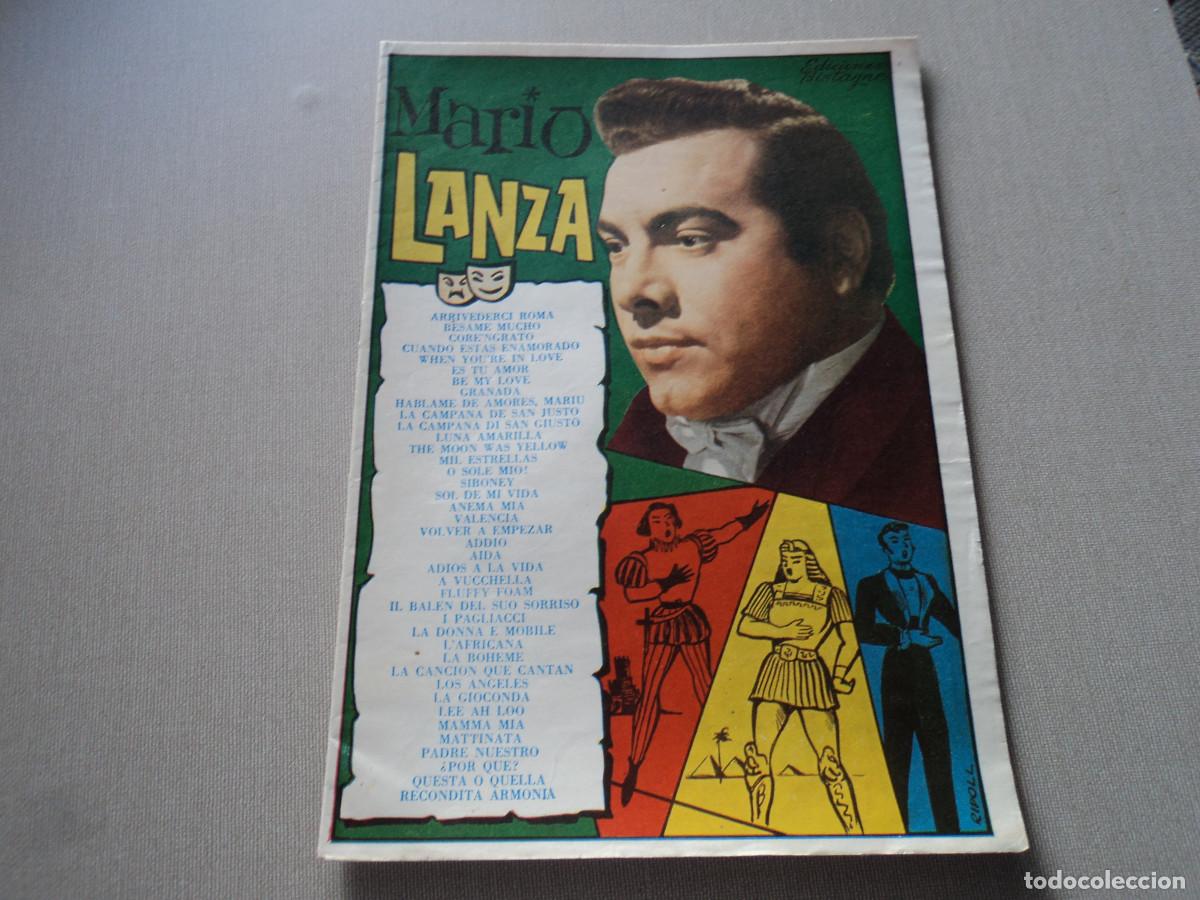 Ediciones
Bistagne
Mario
LANZA
ARRIVEDERCI ROMA
BESAME MUCHO
CORE'NGRATO
CUANDO ESTAS ENAMORADO
WHEN YOU'RE IN LOVE
ES TU AMOR
BE MY LOVE
GRANADA
HABLAME DE AMORES, MARIU
LA CAMPANA DE SAN JUSTO
LA CAMPANA DI SAN GIUSTO
LUNA AMARILLA
THE MOON WAS YELLOW
MIL ESTRELLAS
O SOLE MIO!
SIBONEY
SOL DE MI VIDA
ANEMA MIA
VALENCIA
VOLVER A EMPEZAR
ADDIO
AIDA
ADIOS A LA VIDA
A VUCCHELLA
FLUFFY FOAM
IL BALEN DEL SUO SORRISO
I PAGLIACCI
LA DONNA E MOBILE
L'AFRICANA
LA BOHEME
LA CANCION QUE CANTAN
LOS ANGELES
LA GIOCONDA
LEE AH LOO
MAMMA MIA
MATTINATA
PADRE NUESTRO
¿POR QUE?
QUESTA O QUELLA
RECONDITA ARMONIA
RIPOLL
todocoleccion